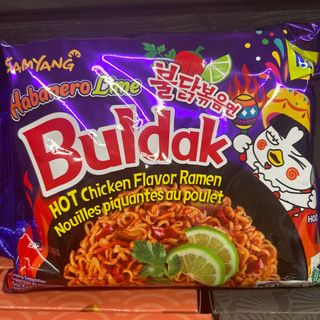 SAMYANG
Habanero Lime
불닭볶음면
Buldak
HOT Chicken Flavor Ramen
Nouilles piquantes au poulet